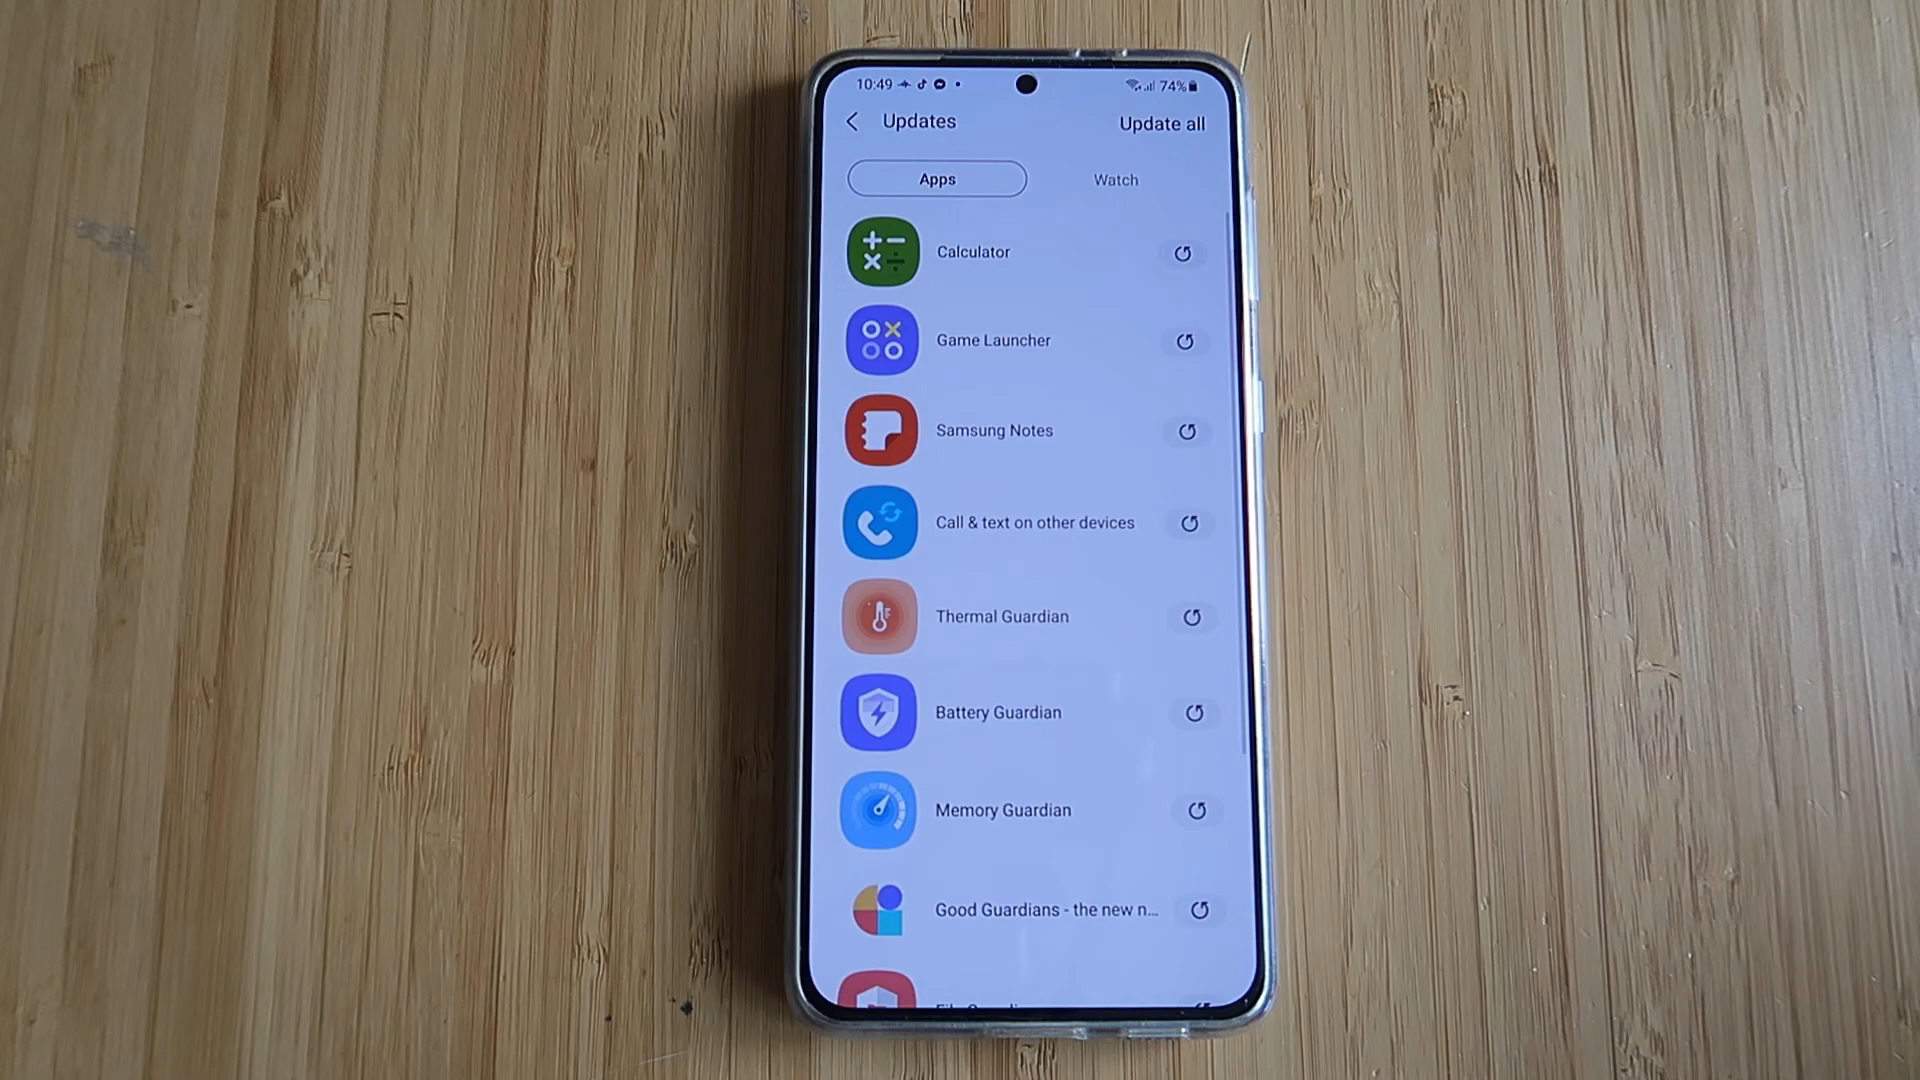 10:49
74%
Updates
Update all
Apps
Watch
Calculator
Game Launcher
Samsung Notes
Call & text on other devices
Thermal Guardian
Battery Guardian
Memory Guardian
Good Guardians - the new n...